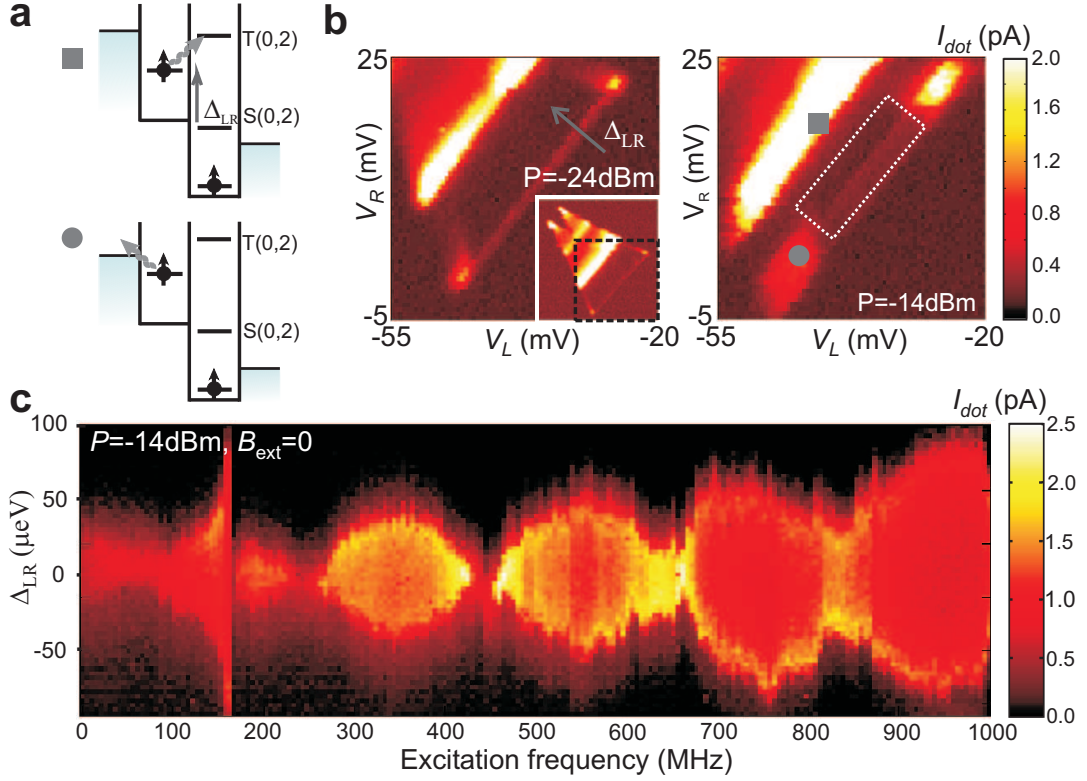 a
T(0,2)
Δ_LR
S(0,2)
T(0,2)
S(0,2)
b
25
V_R (mV)
-5
-55
V_L (mV)
-20
Δ_LR
P=-24dBm
25
V_R (mV)
-5
-55
V_L (mV)
-20
P=-14dBm
I_dot (pA)
2.0
1.6
1.2
0.8
0.4
0.0
c
P=-14dBm, B_ext=0
100
50
0
-50
Δ_LR (μeV)
0 100 200 300 400 500 600 700 800 900 1000
Excitation frequency (MHz)
I_dot (pA)
2.5
2.0
1.5
1.0
0.5
0.0